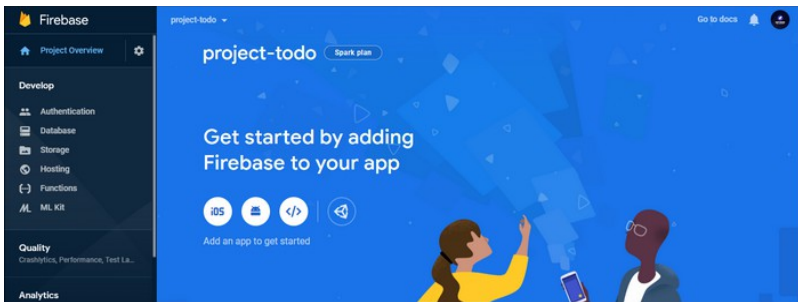 Firebase
project-todo
Go to docs
Project Overview
project-todo
Spark plan
Develop
Authentication
Database
Storage
Hosting
Functions
ML Kit
Get started by adding
Firebase to your app
iOS
Add an app to get started
Quality
Crashlytics, Performance, Test La...
Analytics